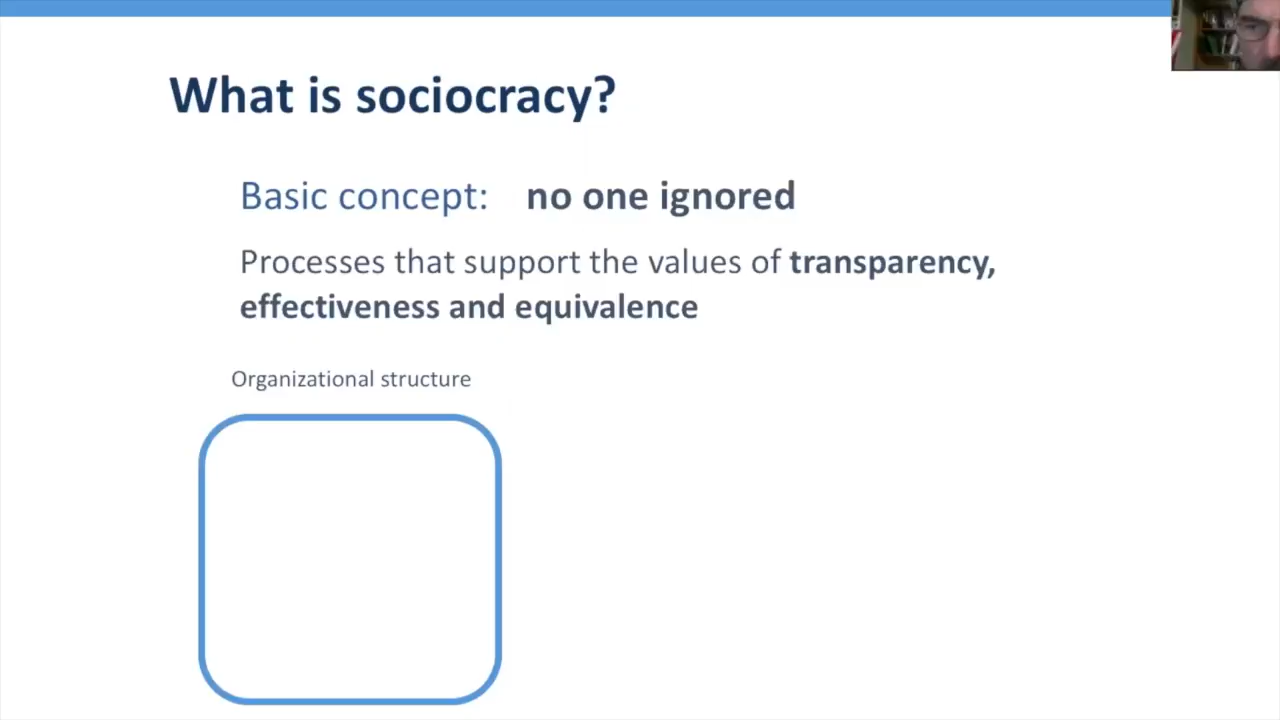 What is sociocracy?
Basic concept: no one ignored
Processes that support the values of transparency,
effectiveness and equivalence
Organizational structure